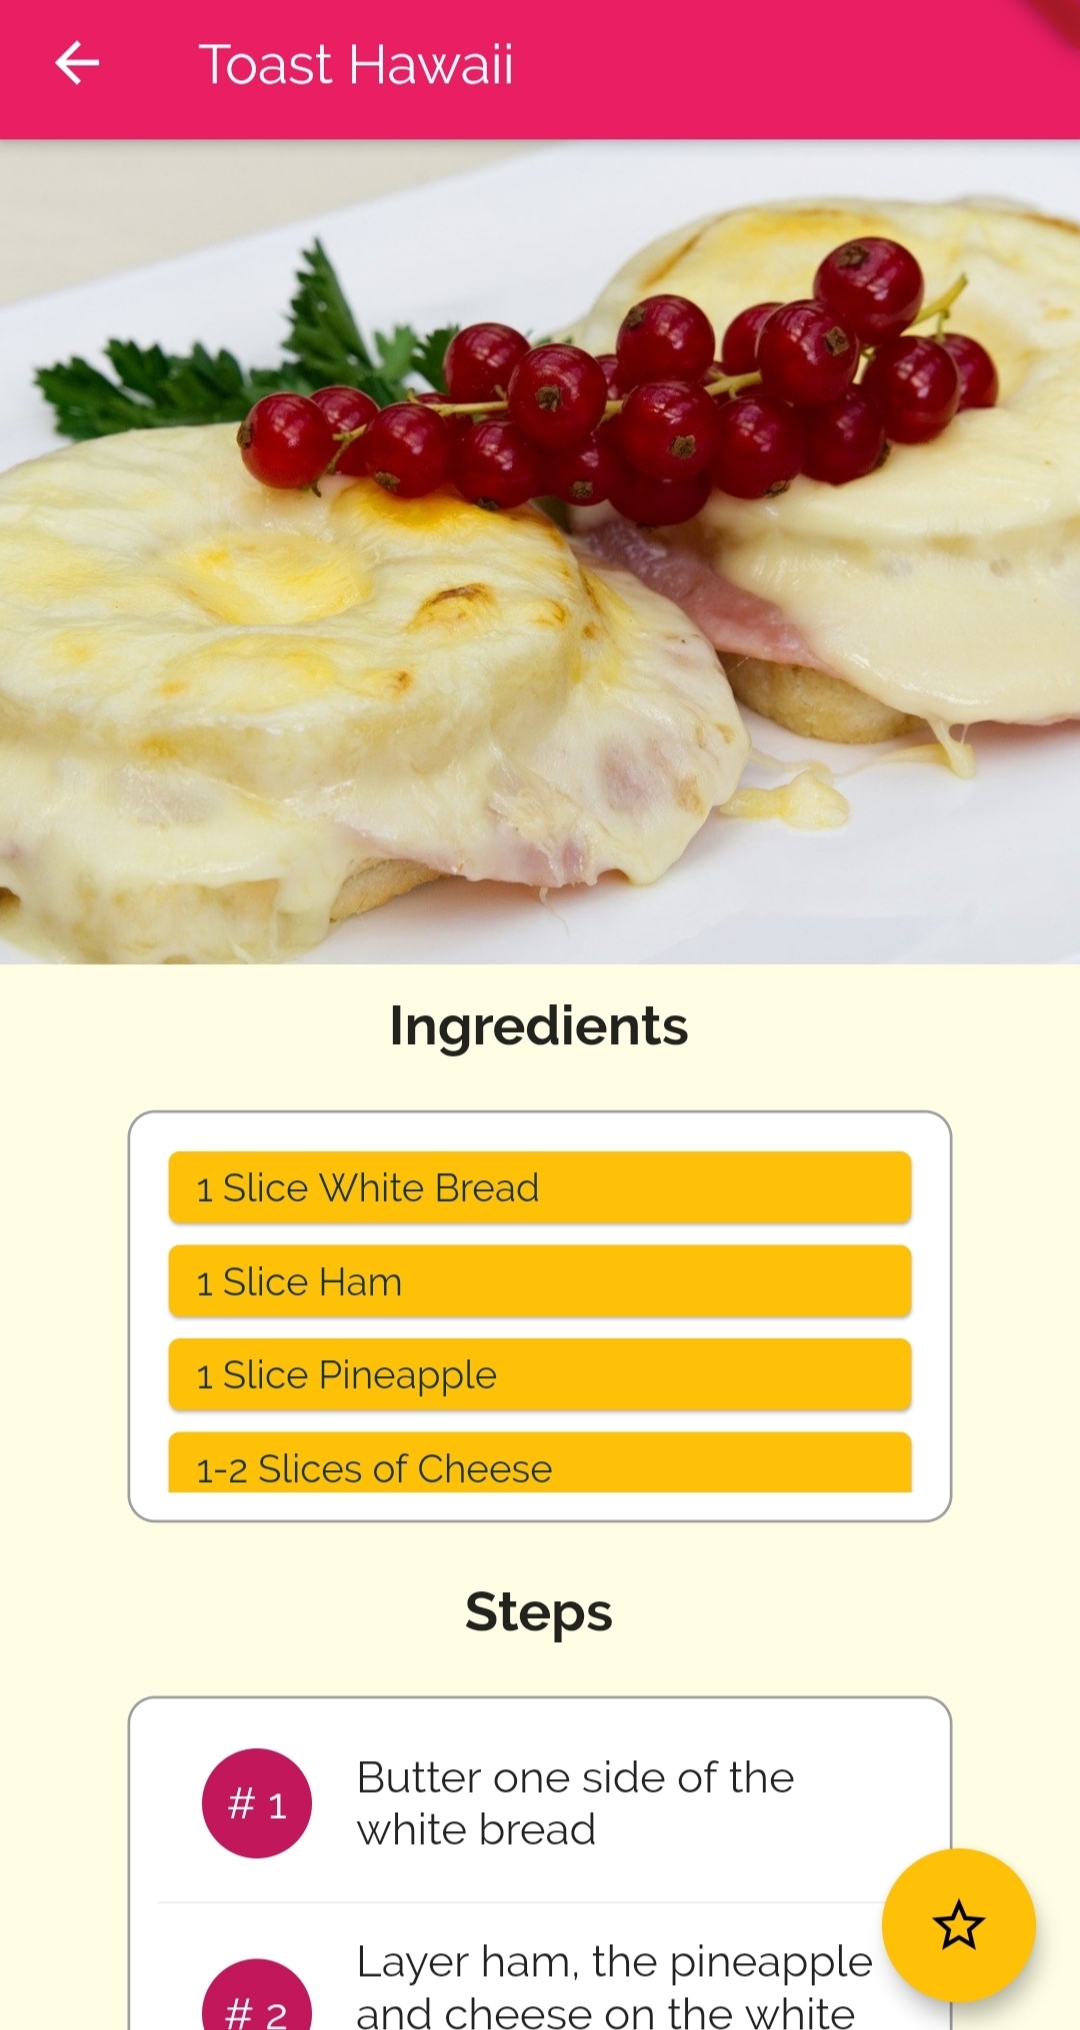 Toast Hawaii
Ingredients
1 Slice White Bread
1 Slice Ham
1 Slice Pineapple
1-2 Slices of Cheese
Steps
# 1
Butter one side of the
white bread
# 2
Layer ham, the pineapple
and cheese on the white